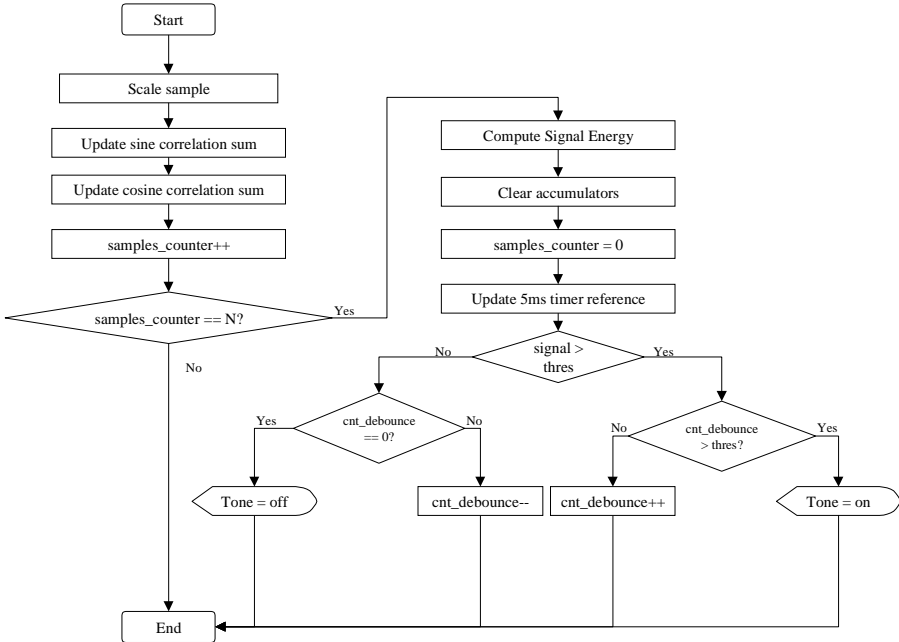 Start
Scale sample
Update sine correlation sum
Update cosine correlation sum
samples_counter++
samples_counter == N?
Yes
No
Compute Signal Energy
Clear accumulators
samples_counter = 0
Update 5ms timer reference
signal >
thres
No
Yes
cnt_debounce
== 0?
Yes
No
cnt_debounce
> thres?
No
Yes
Tone = off
cnt_debounce--
cnt_debounce++
Tone = on
End